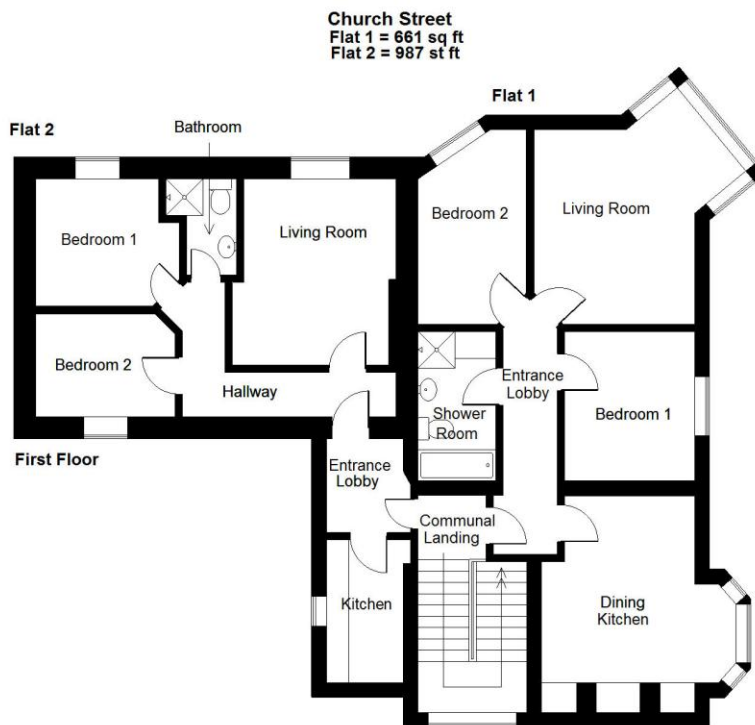 Church Street
Flat 1 = 661 sq ft
Flat 2 = 987 st ft
Flat 1
Flat 2
Bathroom
Bedroom 1
Living Room
Bedroom 2
Living Room
Bedroom 2
Hallway
Entrance
Lobby
Bedroom 1
Shower
Room
First Floor
Entrance
Lobby
Communal
Landing
Kitchen
Dining
Kitchen